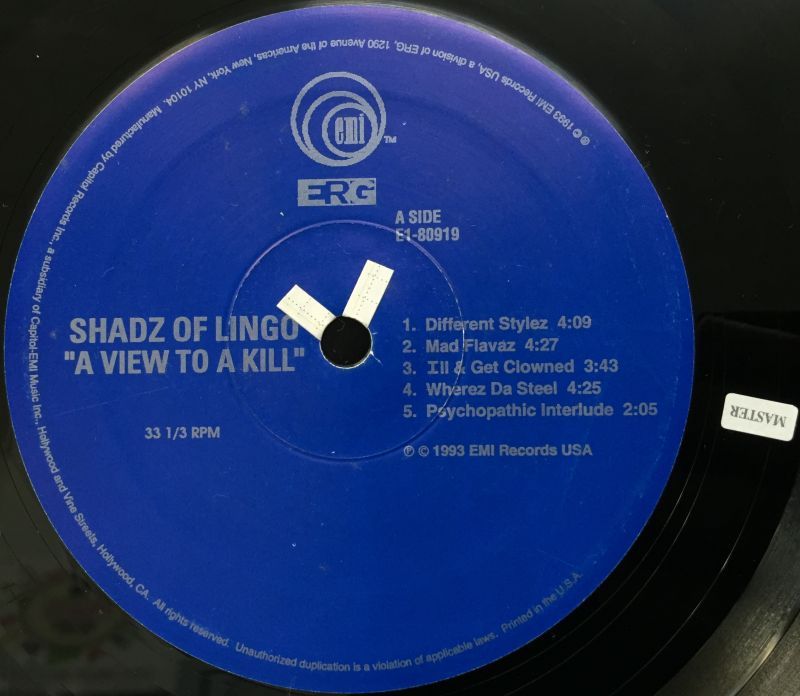 emi TM
ERG
A SIDE
E1-80919
SHADZ OF LINGO
"A VIEW TO A KILL"
33 1/3 RPM
1. Different Stylez 4:09
2. Mad Flavaz 4:27
3. Ill & Get Clowned 3:43
4. Wherez Da Steel 4:25
5. Psychopathic Interlude 2:05
℗ © 1993 EMI Records USA
℗ © 1993 EMI Records USA, a division of ERG, 1290 Avenue of the Americas, New York, NY 10104. Manufactured by Capitol Records Inc., a subsidiary of Capitol-EMI Music Inc., Hollywood and Vine Streets, Hollywood, CA. All rights reserved. Unauthorized duplication is a violation of applicable laws. Printed in the U.S.A.
MASTER